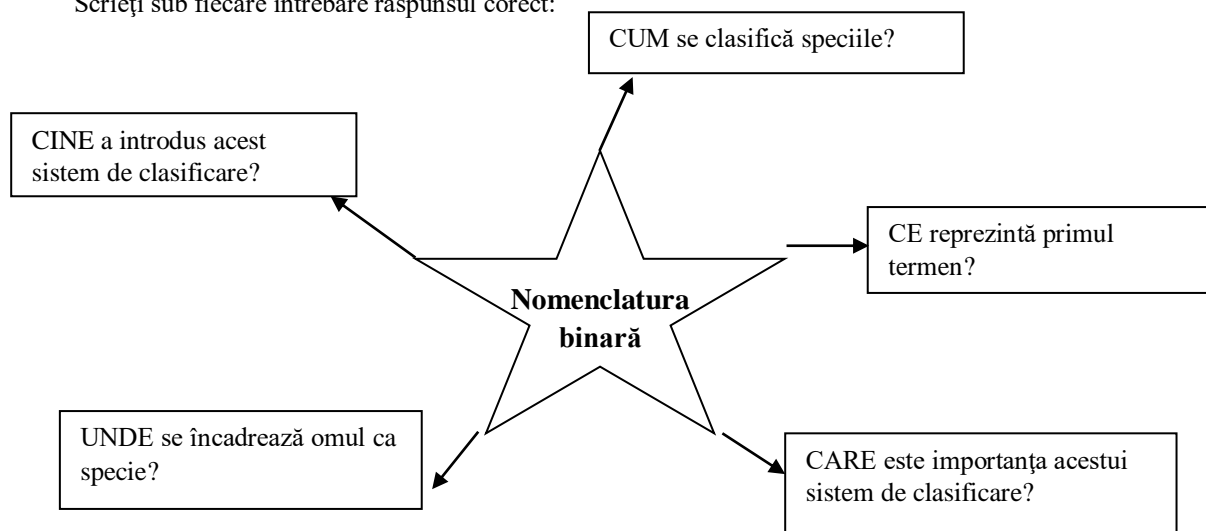 Scrieţi sub fiecare întrebare răspunsul corect:
CUM se clasifică speciile?
CINE a introdus acest
sistem de clasificare?
CE reprezintă primul
termen?
Nomenclatura
binară
UNDE se încadrează omul ca
specie?
CARE este importanţa acestui
sistem de clasificare?